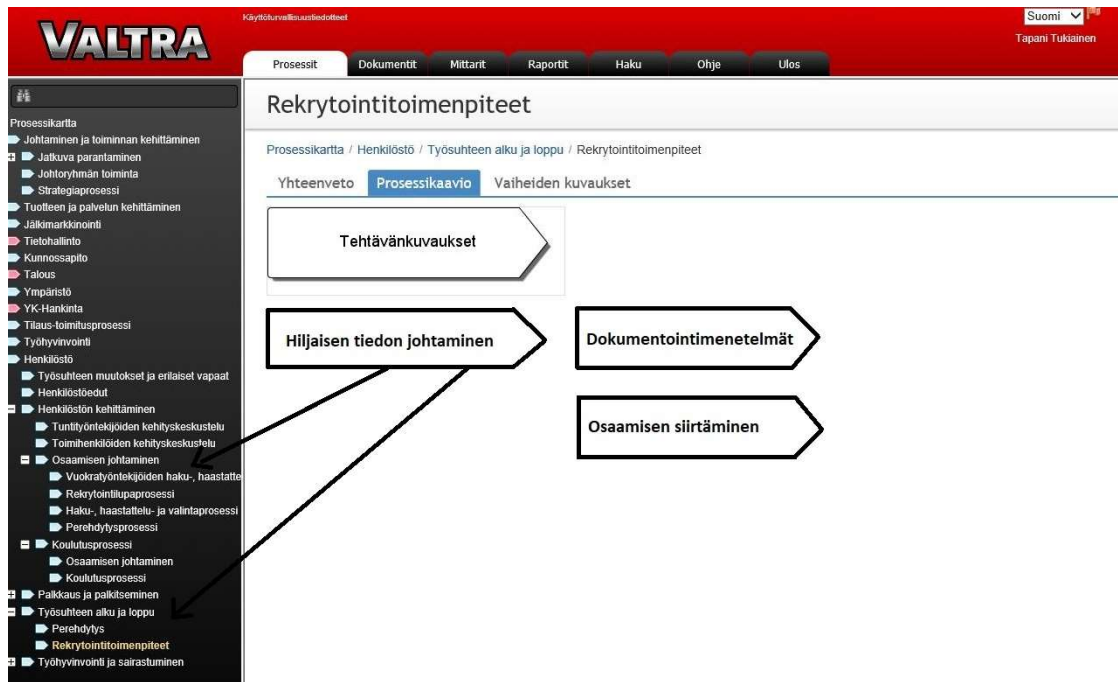 VALTRA
Käyttöturvallisuustiedotteet
Suomi
Tapani Tukiainen
Prosessit
Dokumentit
Mittarit
Raportit
Haku
Ohje
Ulos
Prosessikartta
Johtaminen ja toiminnan kehittäminen
Jatkuva parantaminen
Johtoryhmän toiminta
Strategiaprosessi
Tuotteen ja palvelun kehittäminen
Jälkimarkkinointi
Tietohallinto
Kunnossapito
Talous
Ympäristö
YK-Hankinta
Tilaus-toimitusprosessi
Työhyvinvointi
Henkilöstö
Työsuhteen muutokset ja erilaiset vapaat
Henkilöstöedut
Henkilöstön kehittäminen
Tuntityöntekijöiden kehityskeskustelu
Toimihenkilöiden kehityskeskustelu
Osaamisen johtaminen
Vuokratyöntekijöiden haku-, haastatte
Rekrytointilupaprosessi
Haku-, haastattelu- ja valintaprosessi
Perehdytysprosessi
Koulutusprosessi
Osaamisen johtaminen
Koulutusprosessi
Palkkaus ja palkitseminen
Työsuhteen alku ja loppu
Perehdytys
Rekrytointitoimenpiteet
Työhyvinvointi ja sairastuminen
Rekrytointitoimenpiteet
Prosessikartta / Henkilöstö / Työsuhteen alku ja loppu / Rekrytointitoimenpiteet
Yhteenveto
Prosessikaavio
Vaiheiden kuvaukset
Tehtävänkuvaukset
Hiljaisen tiedon johtaminen
Dokumentointimenetelmät
Osaamisen siirtäminen